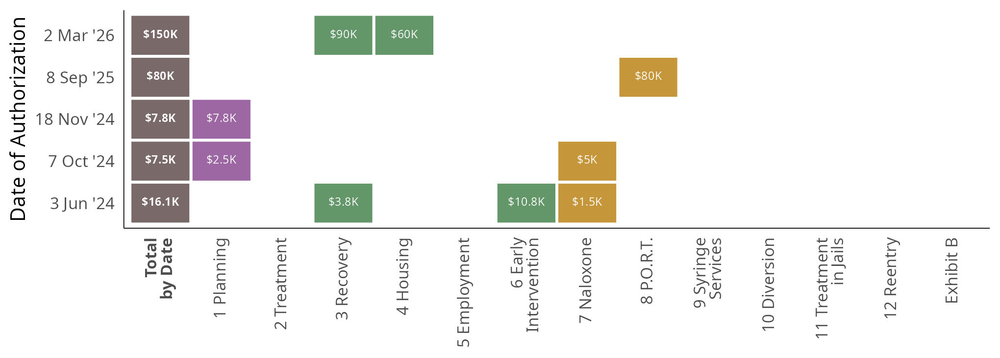 Date of Authorization
2 Mar '26
$150K
$90K
$60K
8 Sep '25
$80K
$80K
18 Nov '24
$7.8K
$7.8K
7 Oct '24
$7.5K
$2.5K
$5K
3 Jun '24
$16.1K
$3.8K
$10.8K
$1.5K
Total
by Date
1 Planning
2 Treatment
3 Recovery
4 Housing
5 Employment
6 Early
Intervention
7 Naloxone
8 P.O.R.T.
9 Syringe
Services
10 Diversion
11 Treatment
in Jails
12 Reentry
Exhibit B